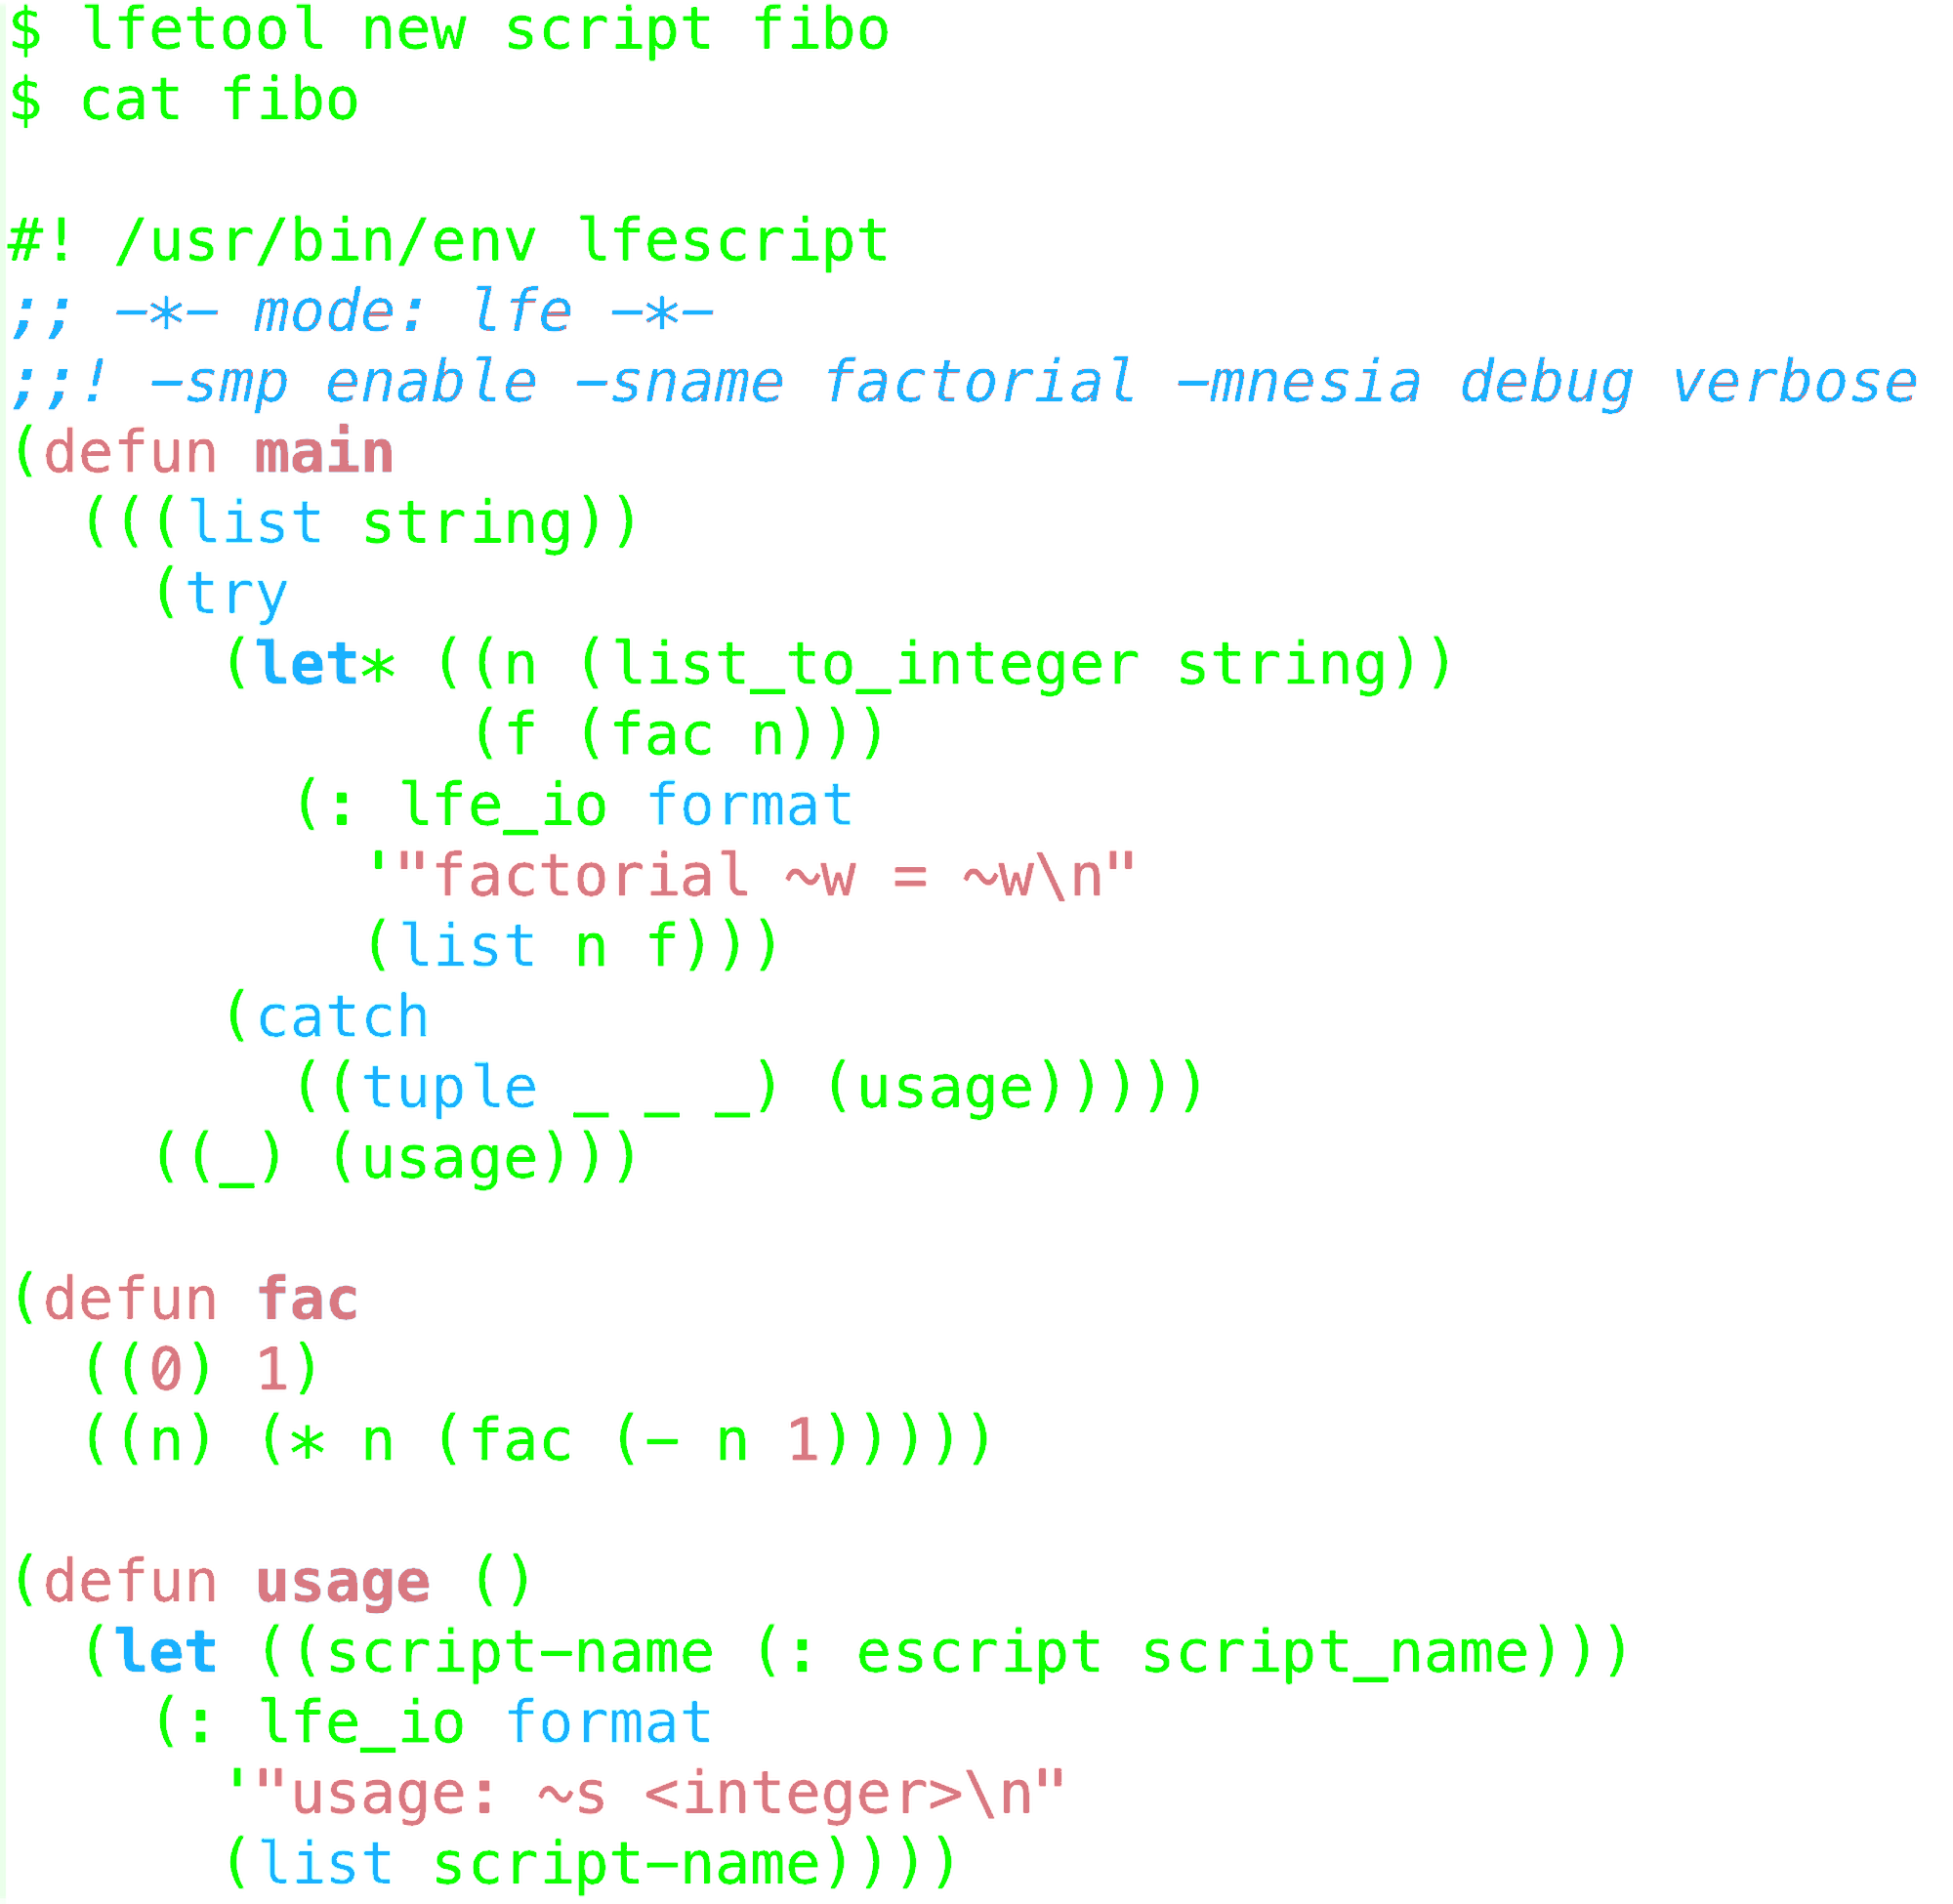 $ lfetool new script fibo
$ cat fibo

#! /usr/bin/env lfescript
;; -*- mode: lfe -*-
;;! -smp enable -sname factorial -mnesia debug verbose
(defun main
  (((list string))
    (try
      (let* ((n (list_to_integer string))
             (f (fac n)))
        (: lfe_io format
          '"factorial ~w = ~w\n"
          (list n f)))
      (catch
        ((tuple _ _ _) (usage)))))
    ((_) (usage)))

(defun fac
  ((0) 1)
  ((n) (* n (fac (- n 1)))))

(defun usage ()
  (let ((script-name (: escript script_name)))
    (: lfe_io format
      '"usage: ~s <integer>\n"
      (list script-name))))